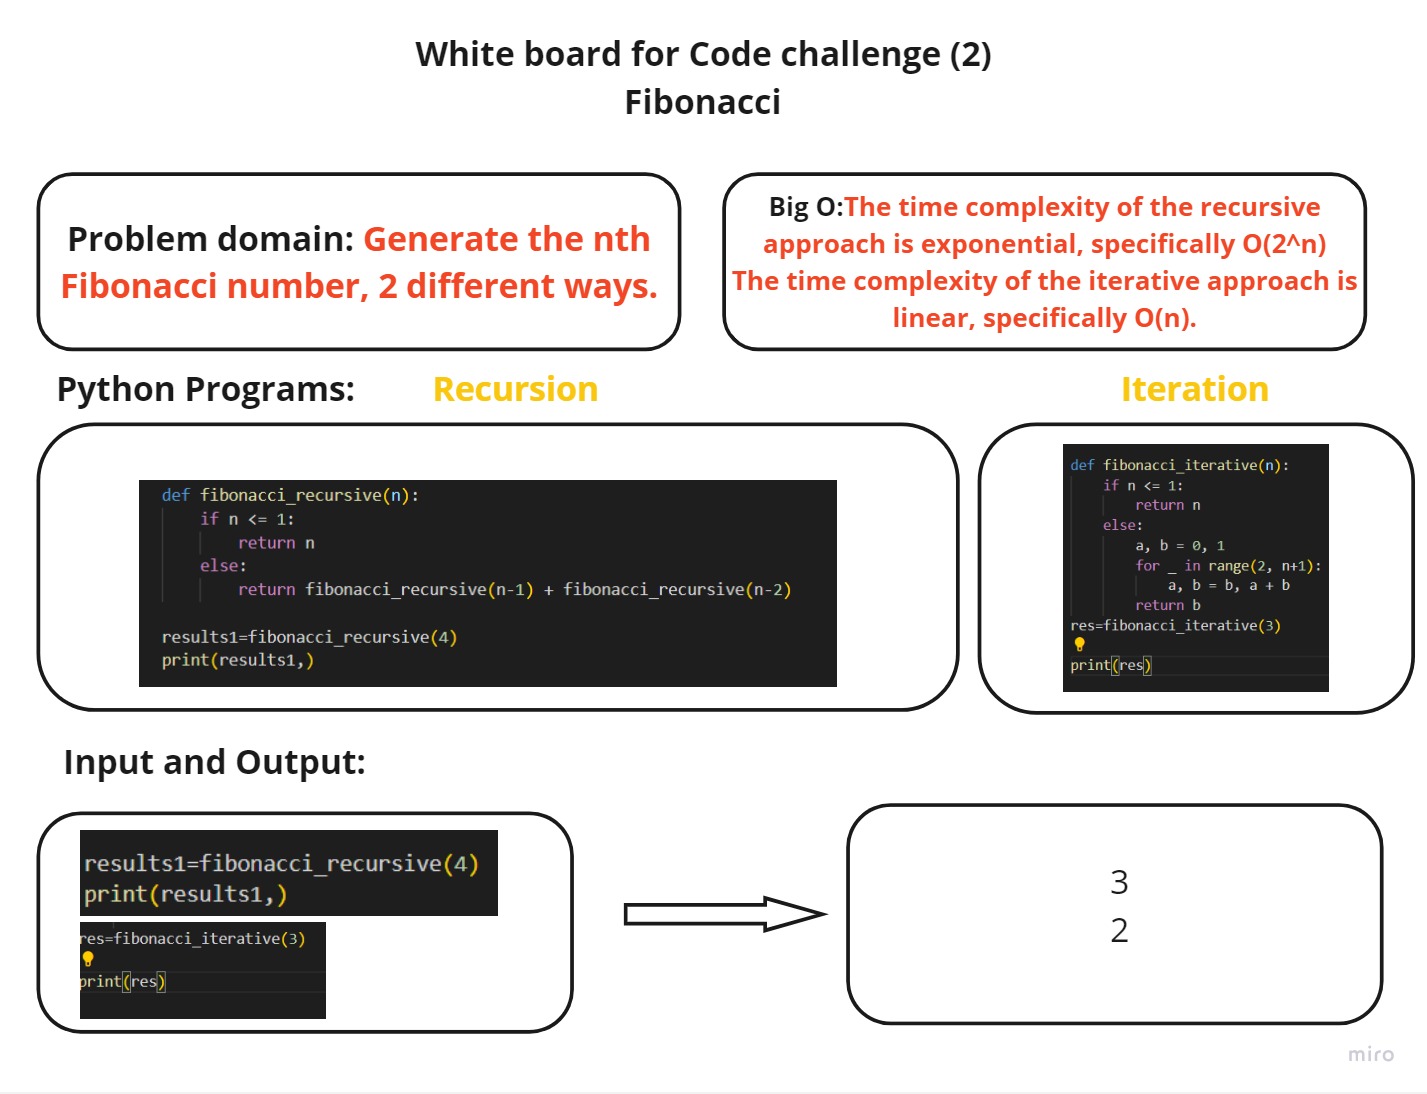 White board for Code challenge (2)
Fibonacci
Problem domain: Generate the nth
Fibonacci number, 2 different ways.
Big O:The time complexity of the recursive
approach is exponential, specifically O(2^n)
The time complexity of the iterative approach is
linear, specifically O(n).
Python Programs: Recursion
Iteration
def fibonacci_recursive(n):
    if n <= 1:
        return n
    else:
        return fibonacci_recursive(n-1) + fibonacci_recursive(n-2)
results1=fibonacci_recursive(4)
print(results1,)
def fibonacci_iterative(n):
    if n <= 1:
        return n
    else:
        a, b = 0, 1
        for _ in range(2, n+1):
            a, b = b, a + b
        return b
res=fibonacci_iterative(3)
print(res)
Input and Output:
results1=fibonacci_recursive(4)
print(results1,)
res=fibonacci_iterative(3)
print(res)
3
2
miro